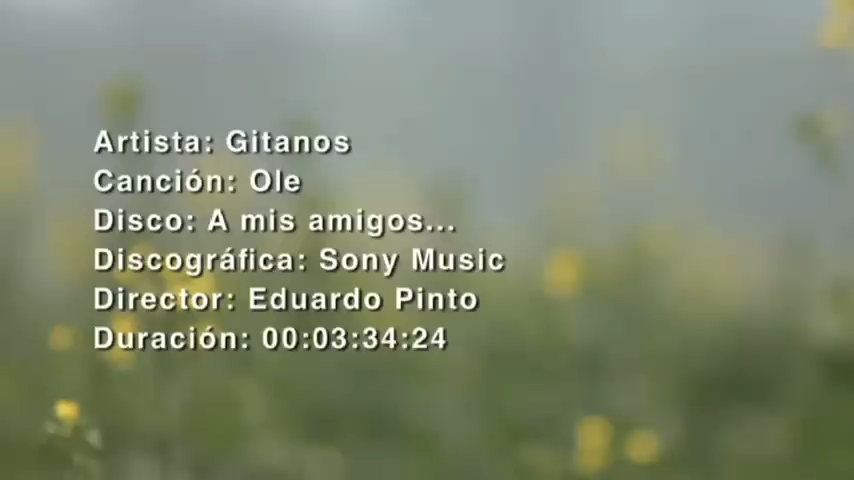 Artista: Gitanos
Canción: Ole
Disco: A mis amigos...
Discográfica: Sony Music
Director: Eduardo Pinto
Duración: 00:03:34:24